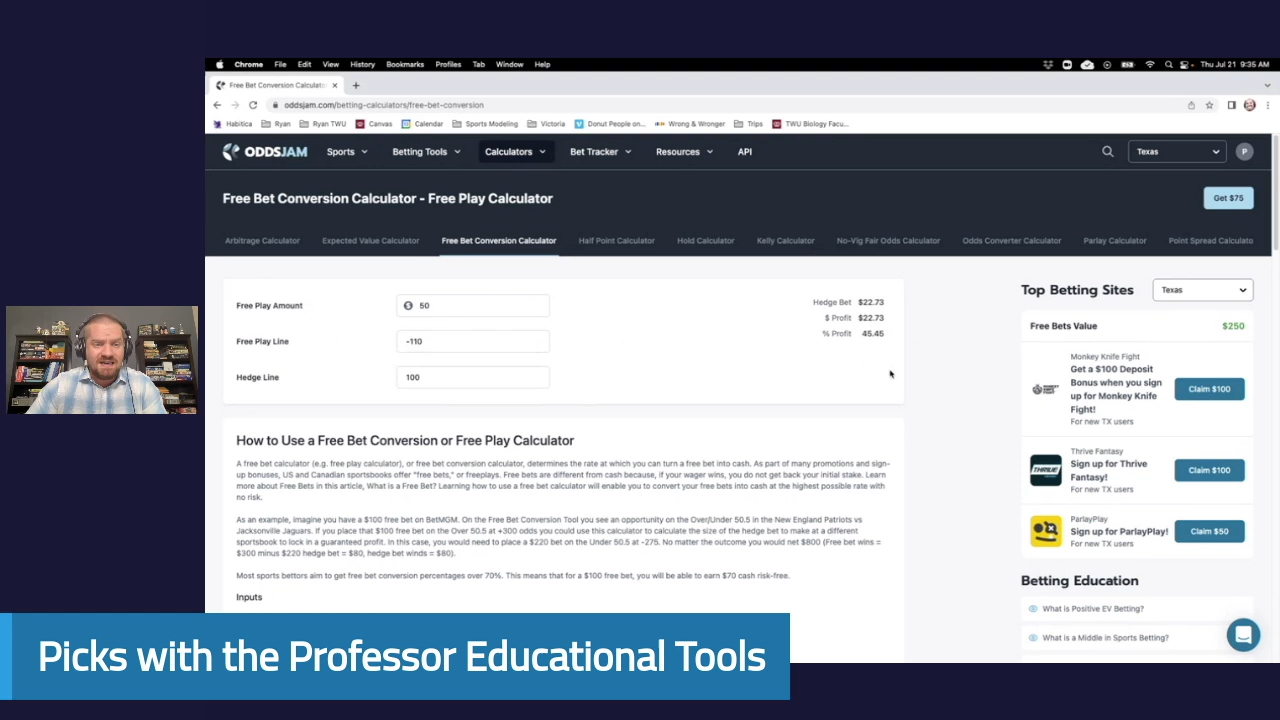 Chrome File Edit View History Bookmarks Profiles Tab Window Help
Thu Jul 21 9:35 AM
Free Bet Conversion Calculato
oddsjam.com/betting-calculators/free-bet-conversion
Habitica Ryan Ryan TWU Canvas Calendar Sports Modeling Victoria Donut People on... Wrong & Wronger Trips TWU Biology Facu...
ODDSJAM Sports Betting Tools Calculators Bet Tracker Resources API Texas P
Free Bet Conversion Calculator - Free Play Calculator
Get $75
Arbitrage Calculator Expected Value Calculator Free Bet Conversion Calculator Half Point Calculator Hold Calculator Kelly Calculator No-Vig Fair Odds Calculator Odds Converter Calculator Parlay Calculator Point Spread Calculato
Free Play Amount 50
Free Play Line -110
Hedge Line 100
Hedge Bet $22.73
$ Profit $22.73
% Profit 45.45
How to Use a Free Bet Conversion or Free Play Calculator
A free bet calculator (e.g. free play calculator), or free bet conversion calculator, determines the rate at which you can turn a free bet into cash. As part of many promotions and sign-
up bonuses, US and Canadian sportsbooks offer "free bets," or freeplays. Free bets are different from cash because, if your wager wins, you do not get back your initial stake. Learn
more about Free Bets in this article, What is a Free Bet? Learning how to use a free bet calculator will enable you to convert your free bets into cash at the highest possible rate with
no risk.
As an example, imagine you have a $100 free bet on BetMGM. On the Free Bet Conversion Tool you see an opportunity on the Over/Under 50.5 in the New England Patriots vs
Jacksonville Jaguars. If you place that $100 free bet on the Over 50.5 at +300 odds you could use this calculator to calculate the size of the hedge bet to make at a different
sportsbook to lock in a guaranteed profit. In this case, you would need to place a $220 bet on the Under 50.5 at -275. No matter the outcome you would net $800 (Free bet wins =
$300 minus $220 hedge bet = $80, hedge bet winds = $80).
Most sports bettors aim to get free bet conversion percentages over 70%. This means that for a $100 free bet, you will be able to earn $70 cash risk-free.
Inputs
Top Betting Sites Texas
Free Bets Value $250
Monkey Knife Fight
Get a $100 Deposit
Bonus when you sign
up for Monkey Knife
Fight!
For new TX users
Claim $100
Thrive Fantasy
Sign up for Thrive
Fantasy!
For new TX users
Claim $100
ParlayPlay
Sign up for ParlayPlay!
For new TX users
Claim $50
Betting Education
What is Positive EV Betting?
What is a Middle in Sports Betting?
Picks with the Professor Educational Tools